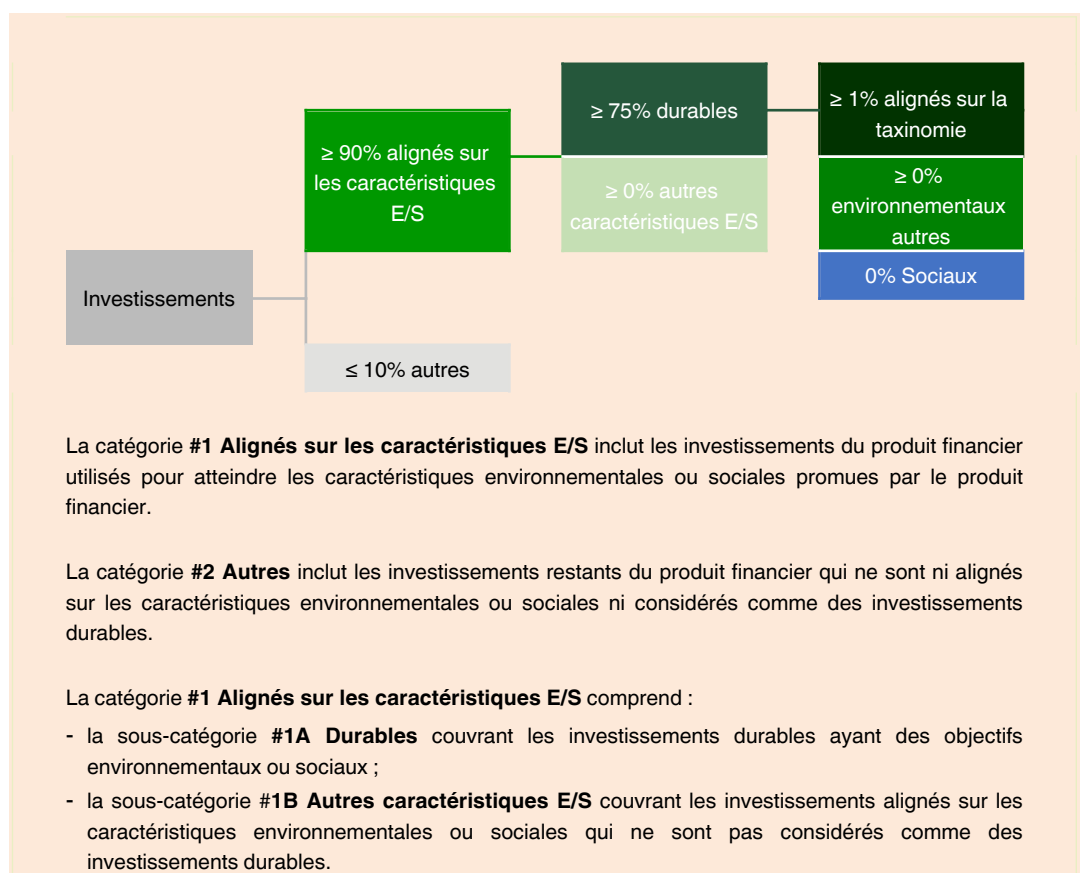 ≥ 90% alignés sur
les caractéristiques
E/S
≥ 75% durables
≥ 0% autres
caractéristiques E/S
≥ 1% alignés sur la
taxinomie
≥ 0%
environnementaux
autres
0% Sociaux
Investissements
≤ 10% autres
La catégorie #1 Alignés sur les caractéristiques E/S inclut les investissements du produit financier
utilisés pour atteindre les caractéristiques environnementales ou sociales promues par le produit
financier.
La catégorie #2 Autres inclut les investissements restants du produit financier qui ne sont ni alignés
sur les caractéristiques environnementales ou sociales ni considérés comme des investissements
durables.
La catégorie #1 Alignés sur les caractéristiques E/S comprend :
- la sous-catégorie #1A Durables couvrant les investissements durables ayant des objectifs
environnementaux ou sociaux ;
- la sous-catégorie #1B Autres caractéristiques E/S couvrant les investissements alignés sur les
caractéristiques environnementales ou sociales qui ne sont pas considérés comme des
investissements durables.